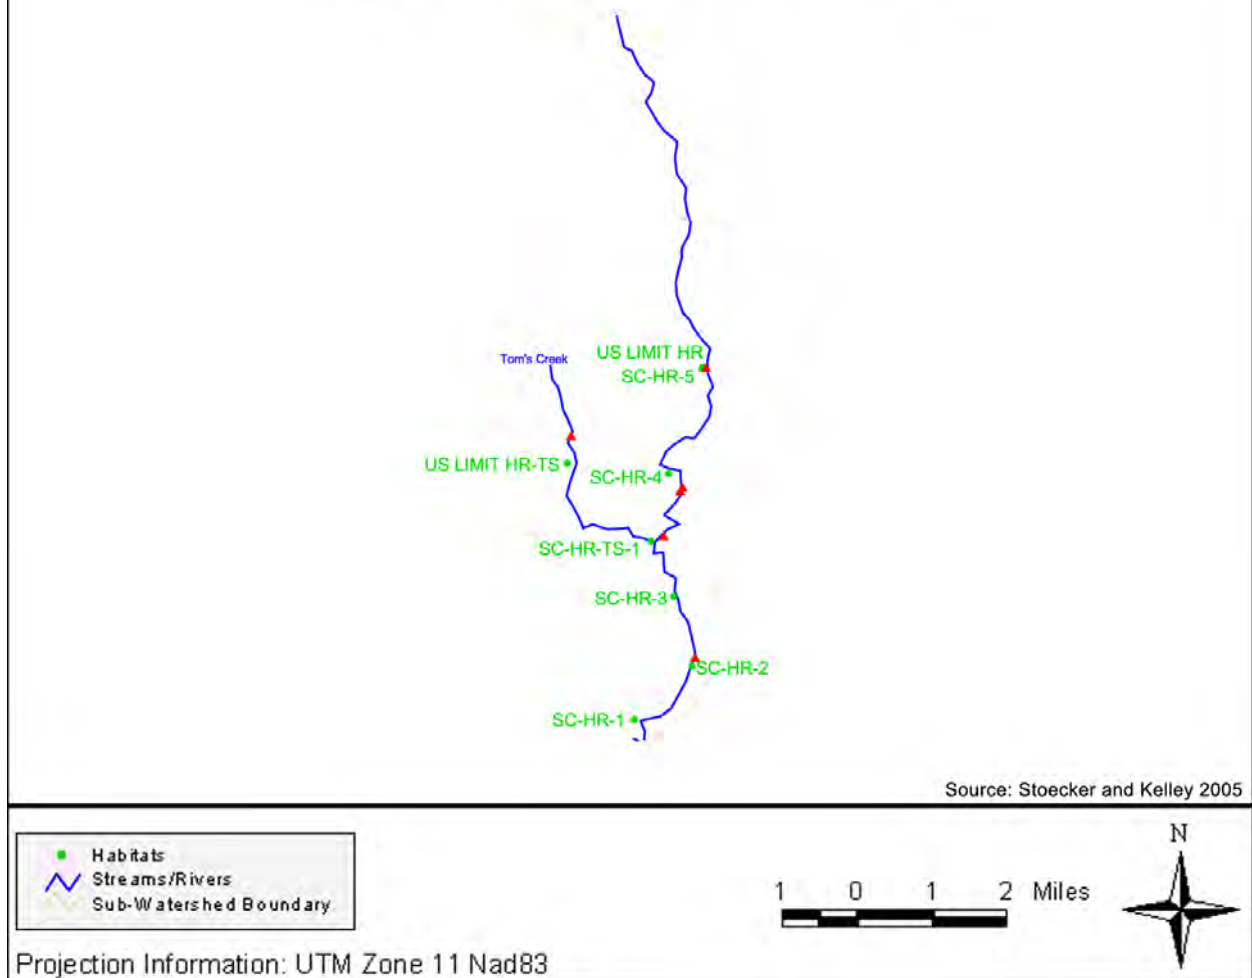 US LIMIT HR
Tom's Creek
SC-HR-5
US LIMIT HR-TS
SC-HR-4
SC-HR-TS-1
SC-HR-3
SC-HR-2
SC-HR-1
Source: Stoecker and Kelley 2005
Habitats
Streams/Rivers
Sub-Watershed Boundary
1 0 1 2 Miles
N
Projection Information: UTM Zone 11 Nad83